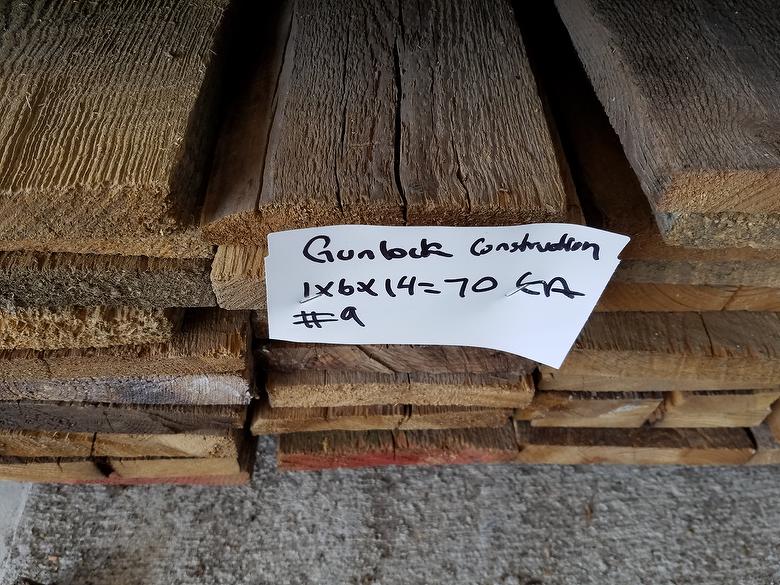 Gunlock Construction
1x6x14=70 EA
#9